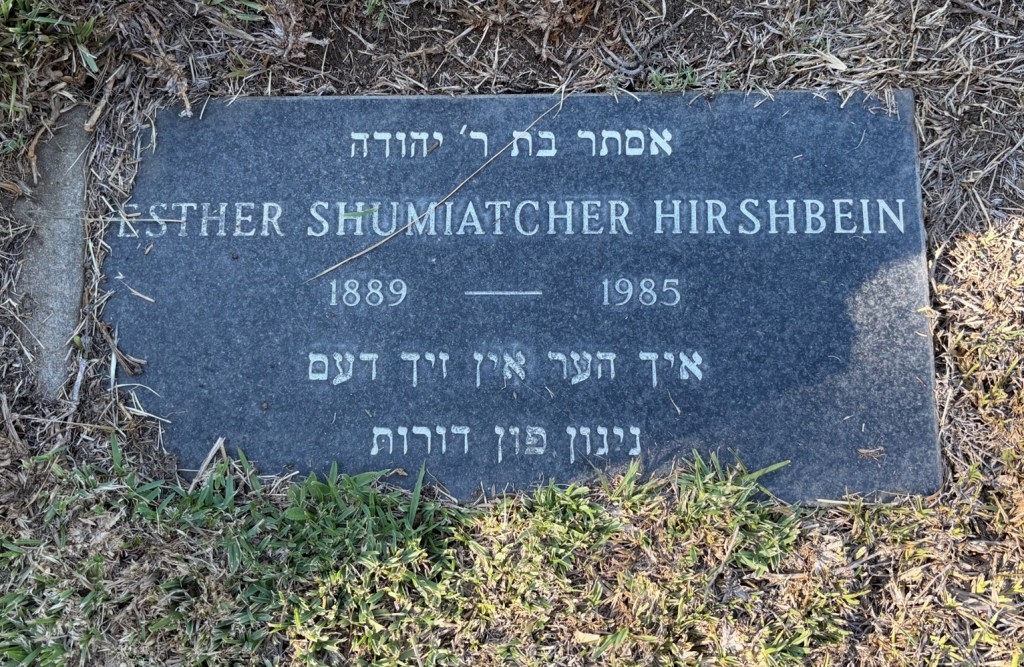 אסתר בת ר׳ יהודה
ESTHER SHUMIATCHER HIRSHBEIN
1889 — 1985
איך הער אין זיך דעם
ניגון פון דורות